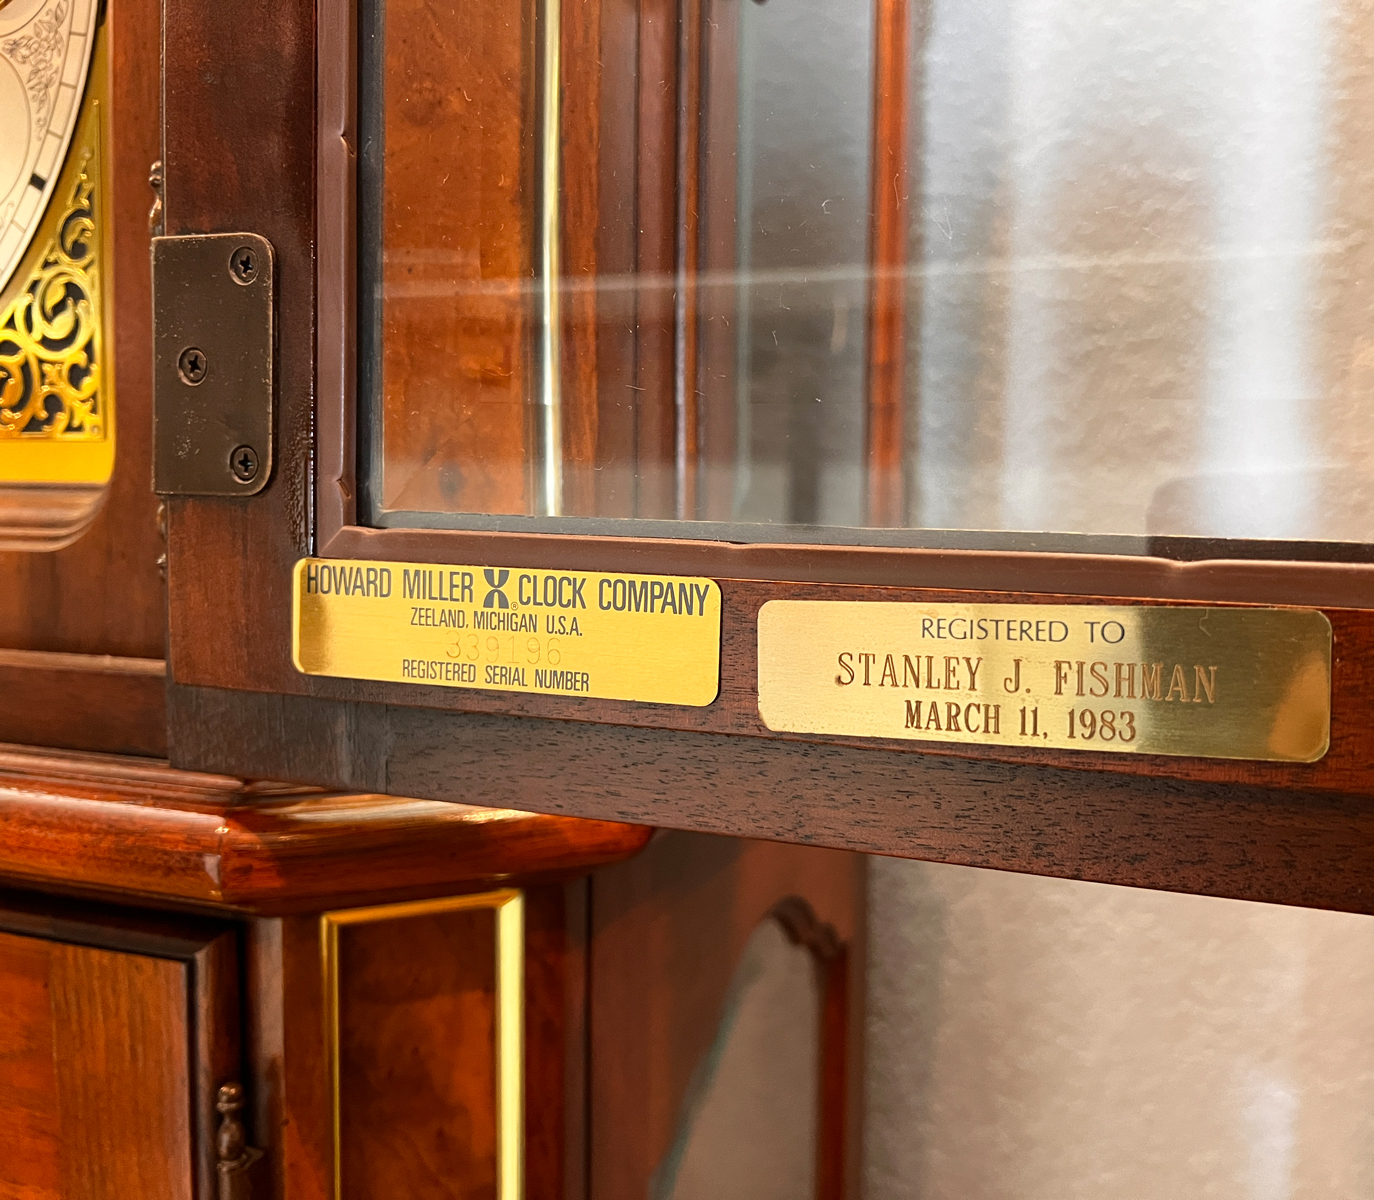 HOWARD MILLER ® CLOCK COMPANY
ZEELAND, MICHIGAN U.S.A.
339196
REGISTERED SERIAL NUMBER
REGISTERED TO
STANLEY J. FISHMAN
MARCH 11, 1983